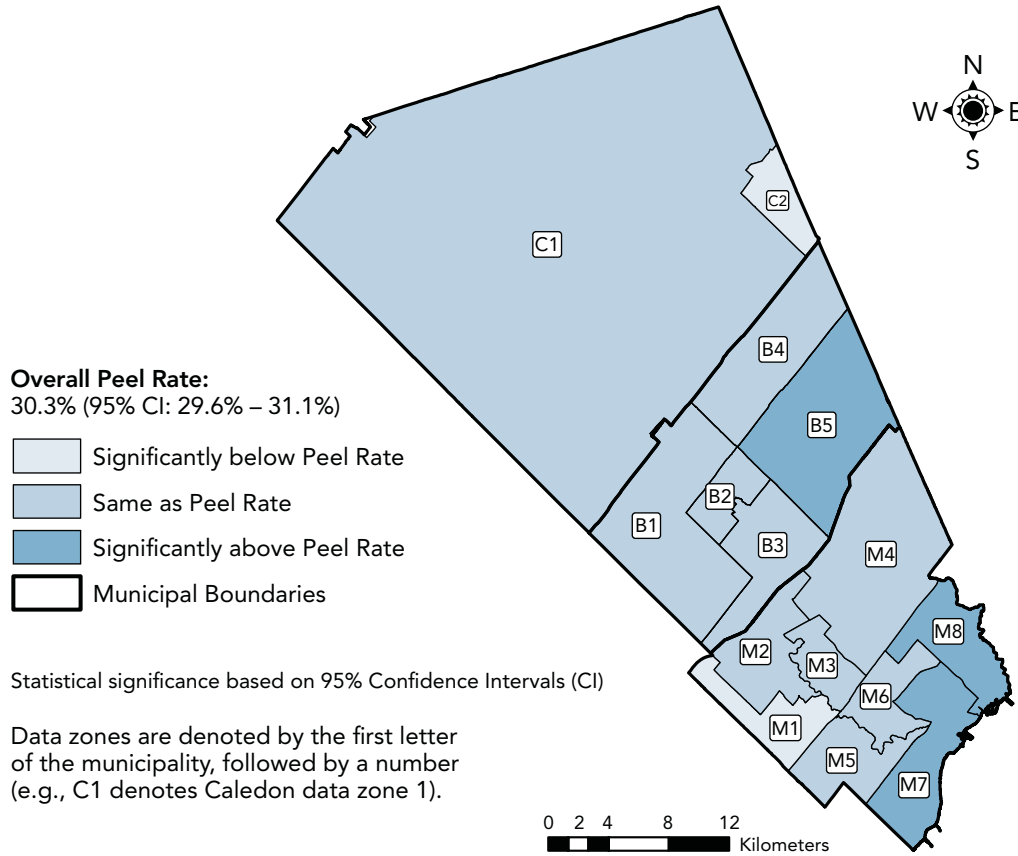 N
W
E
S
C2
C1
B4
B5
B2
B1
B3
M4
M8
M2
M3
M6
M1
M5
M7
Overall Peel Rate:
30.3% (95% CI: 29.6% – 31.1%)
Significantly below Peel Rate
Same as Peel Rate
Significantly above Peel Rate
Municipal Boundaries
Statistical significance based on 95% Confidence Intervals (CI)
Data zones are denoted by the first letter
of the municipality, followed by a number
(e.g., C1 denotes Caledon data zone 1).
0 2 4 8 12
Kilometers